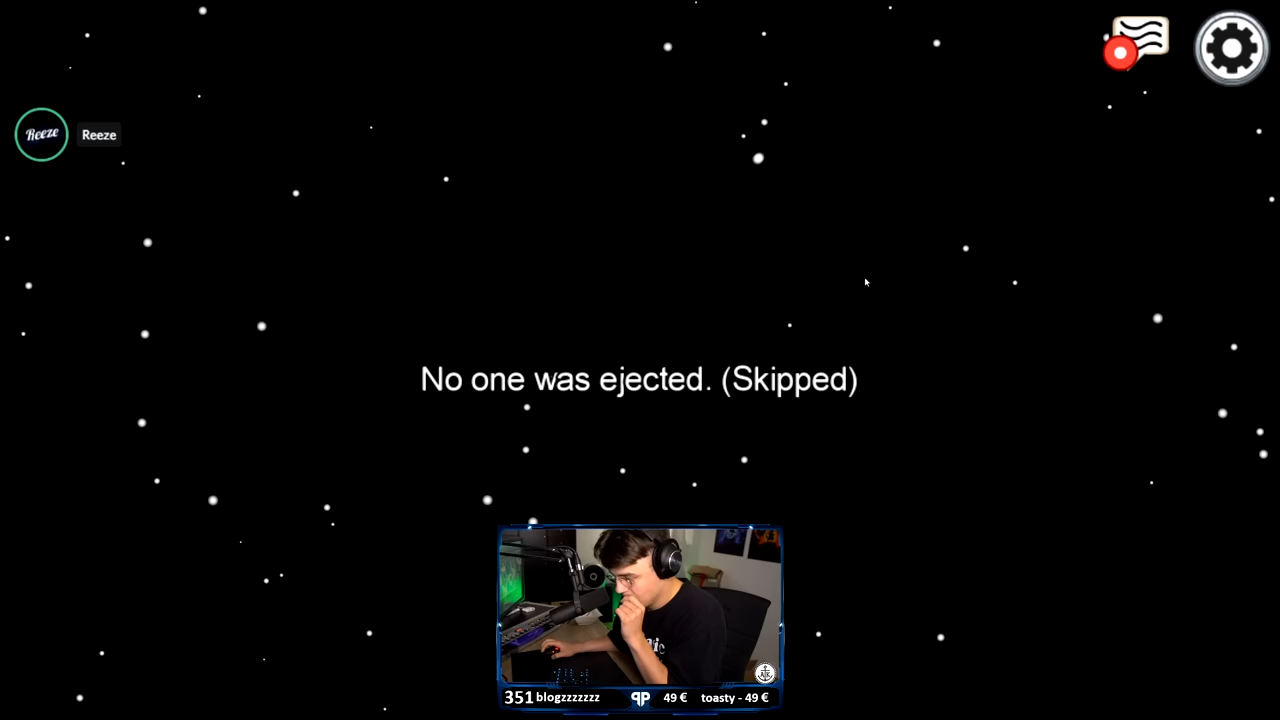 Reeze
Reeze
No one was ejected. (Skipped)
351 blogzzzzzzz 49 € toasty - 49 €